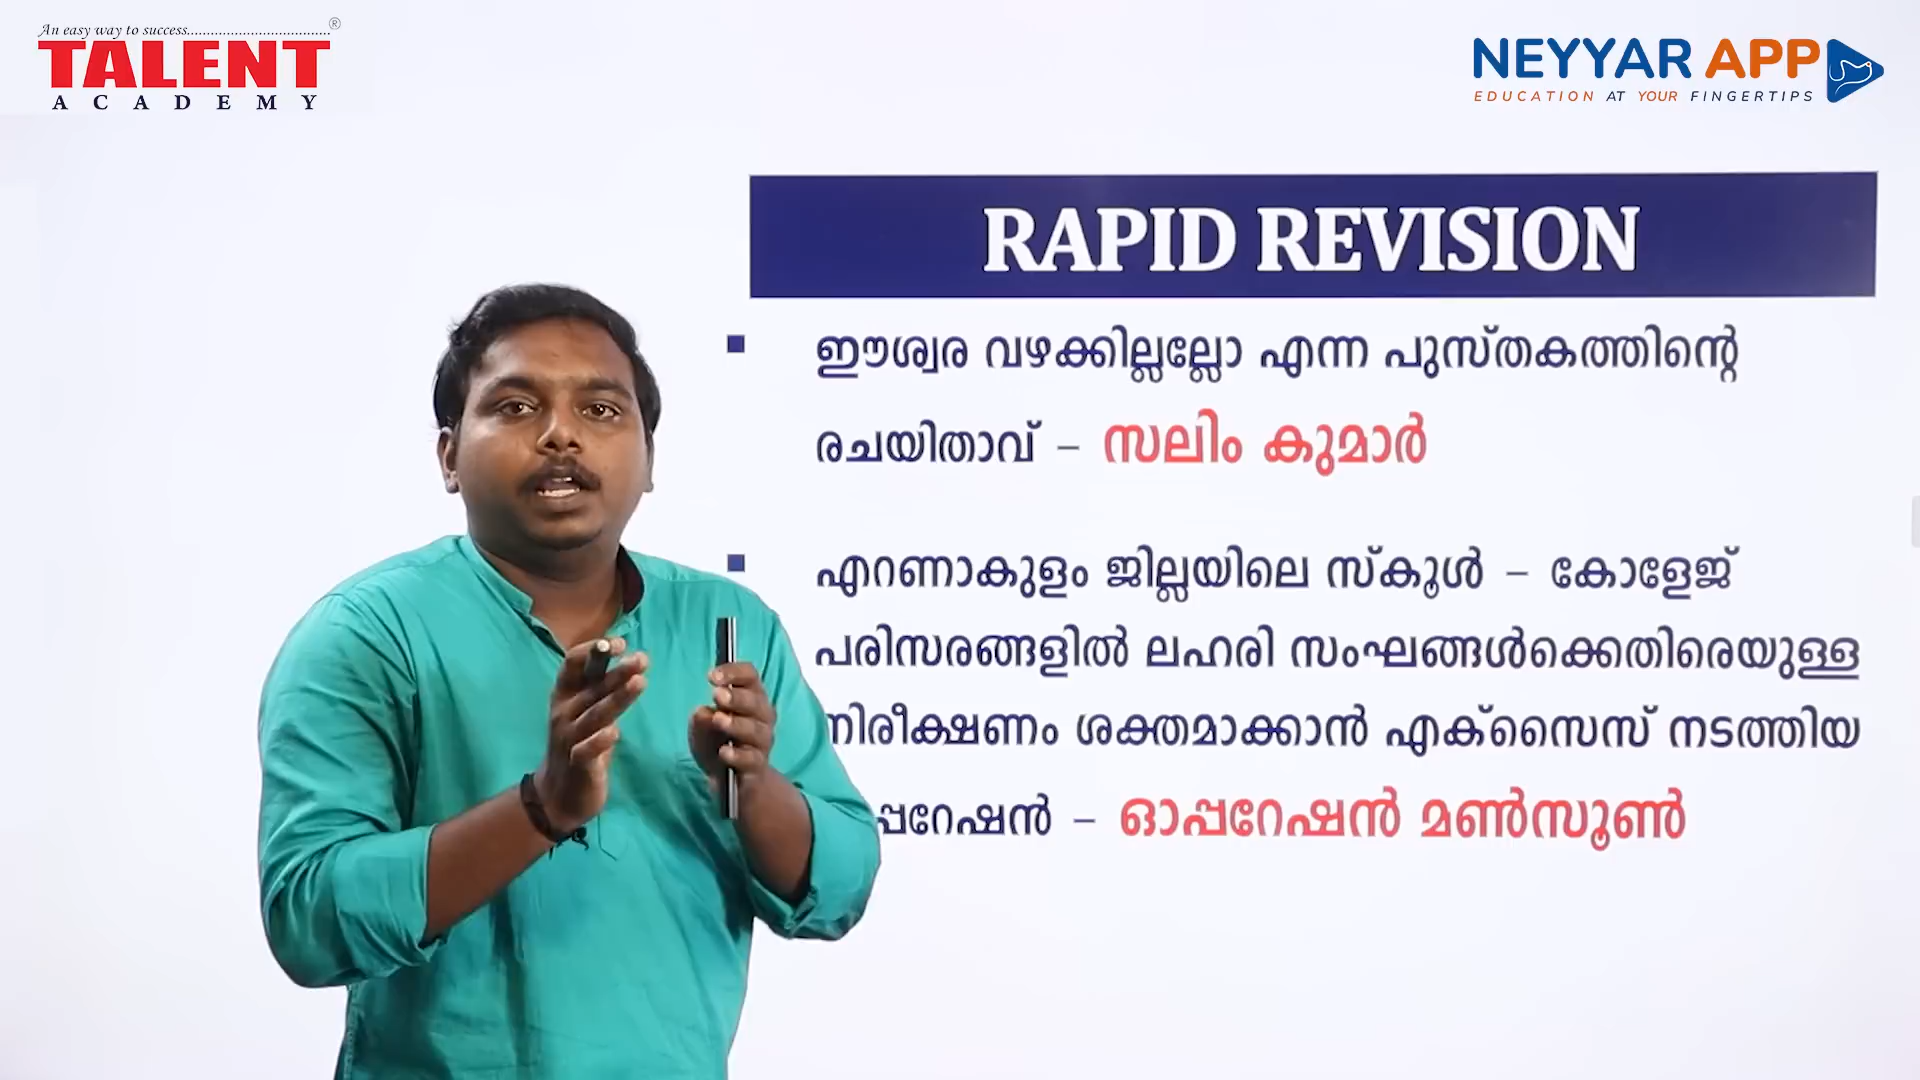 An easy way to success
TALENT
ACADEMY
NEYYAR APP
EDUCATION AT YOUR FINGERTIPS
RAPID REVISION
ഈശ്വര വഴക്കില്ലല്ലോ എന്ന പുസ്തകത്തിന്റെ
രചയിതാവ് – സലിം കുമാർ
എറണാകുളം ജില്ലയിലെ സ്കൂൾ – കോളേജ്
പരിസരങ്ങളിൽ ലഹരി സംഘങ്ങൾക്കെതിരെയുള്ള
നിരീക്ഷണം ശക്തമാക്കാൻ എക്സൈസ് നടത്തിയ
– ഓപ്പറേഷൻ മൺസൂൺ